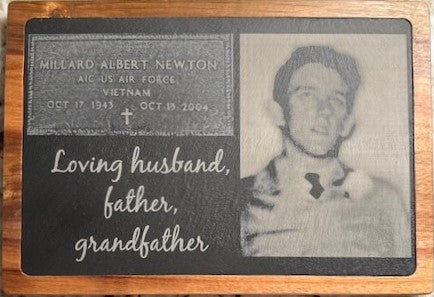 MILLARD ALBERT NEWTON
A1C US AIR FORCE
VIETNAM
OCT 17 1943 OCT 13 2004
Loving husband,
father,
grandfather